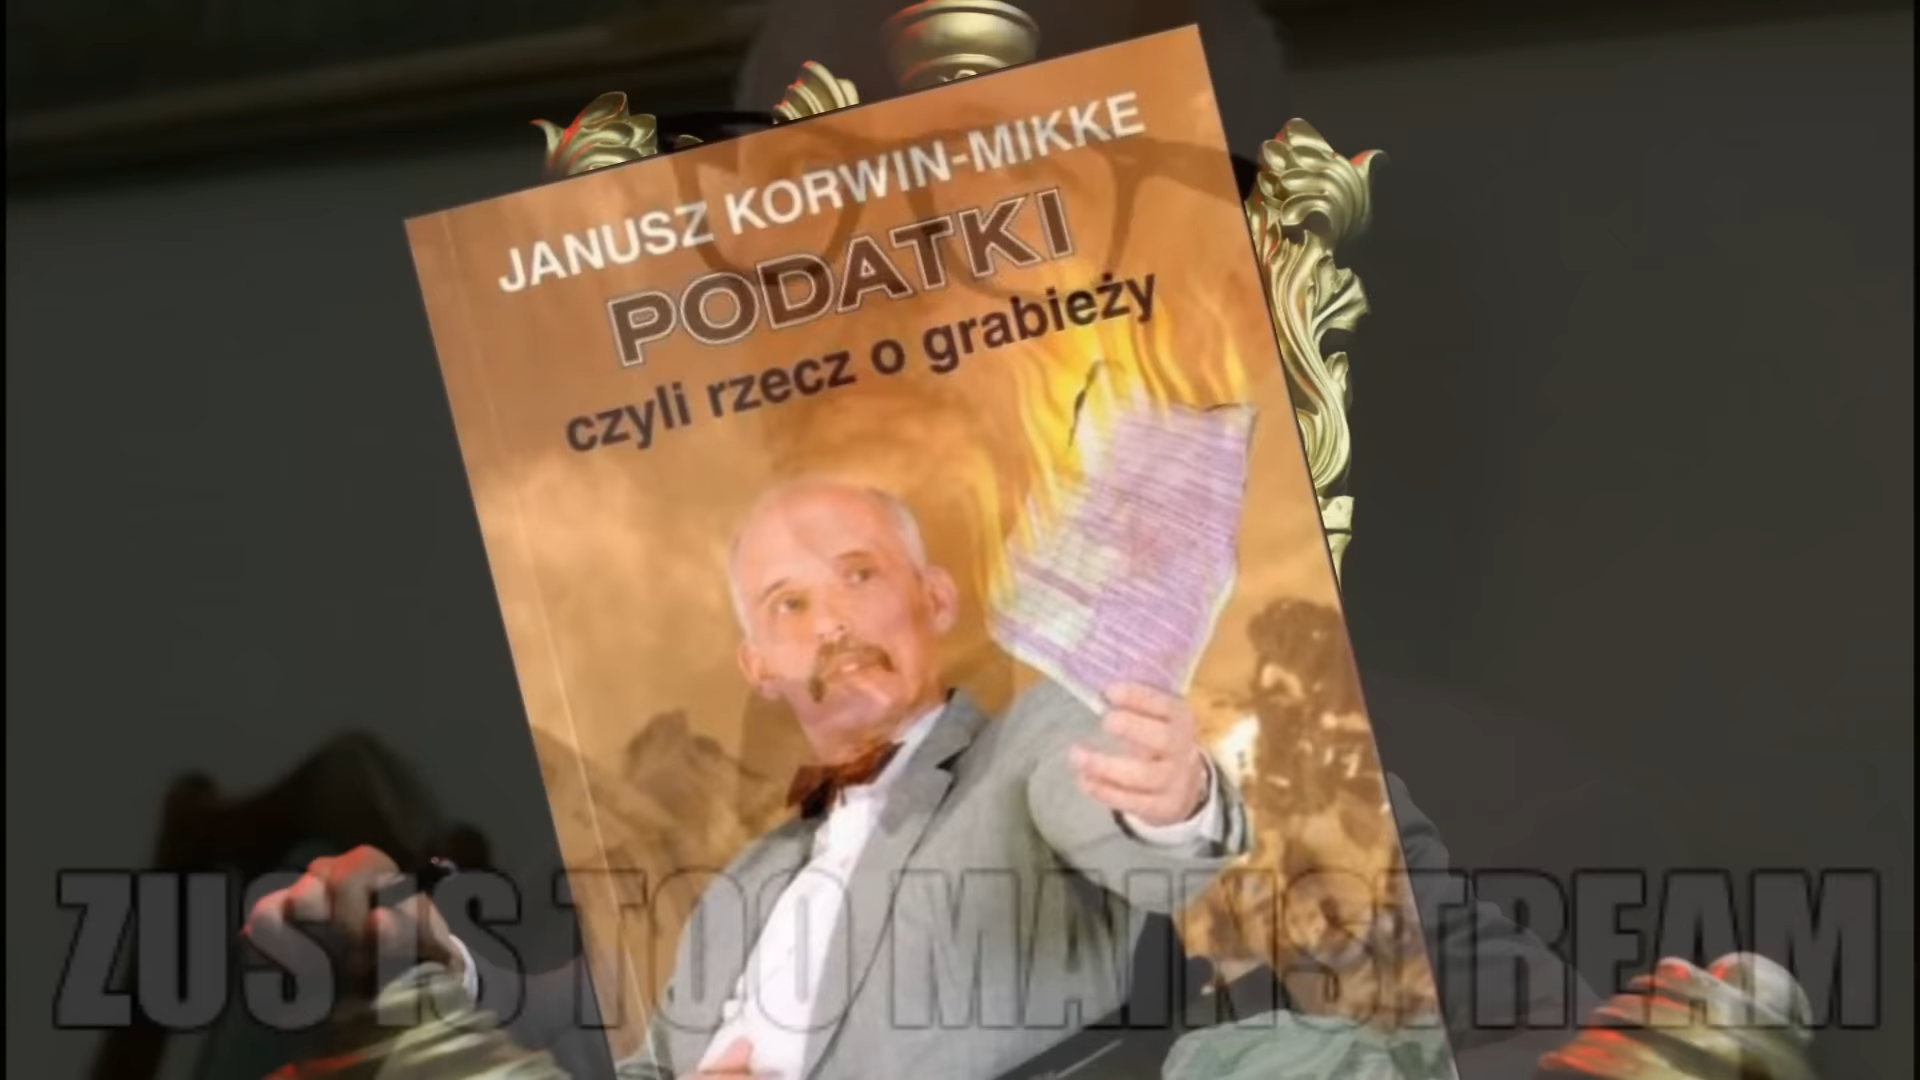 JANUSZ KORWIN-MIKKE
PODATKI
czyli rzecz o grabieży
ZUS IS TOO MAINSTREAM